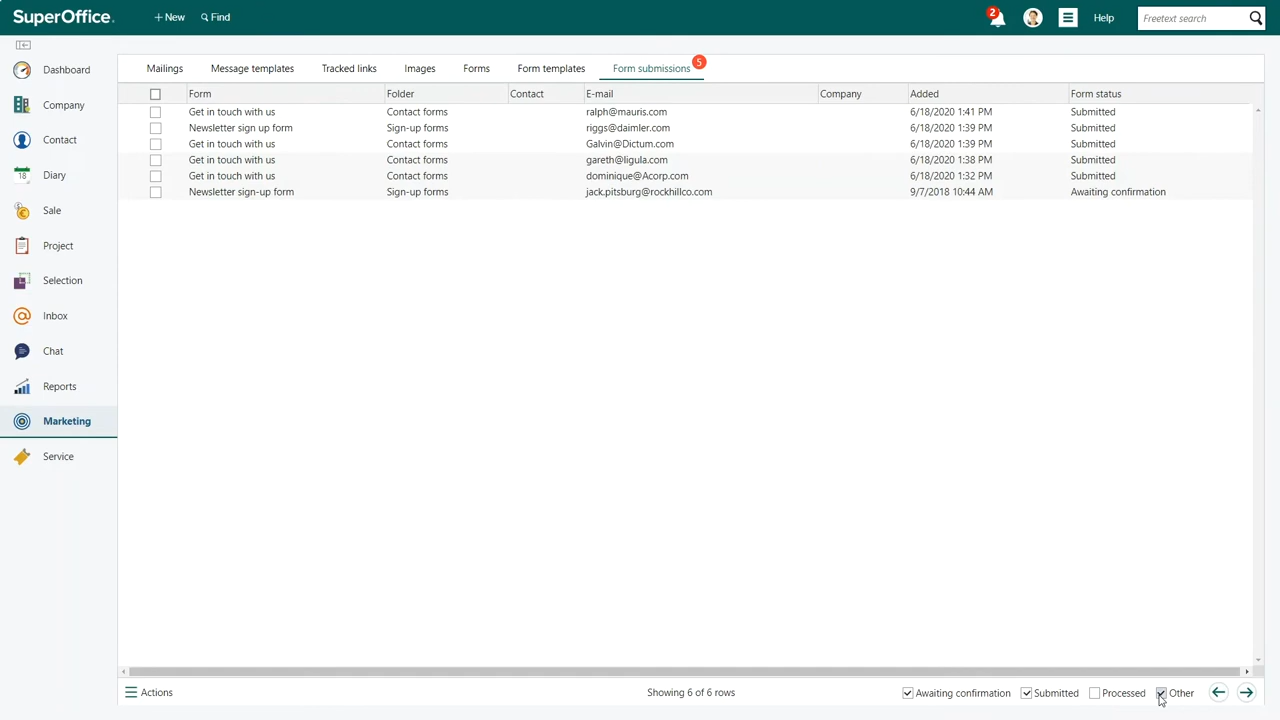 SuperOffice.
+ New
Find
2
Help
Freetext search
Dashboard
Company
Contact
18
Diary
Sale
Project
Selection
Inbox
Chat
Reports
Marketing
Service
Mailings
Message templates
Tracked links
Images
Forms
Form templates
Form submissions
5
Form Folder Contact E-mail Company Added Form status
Get in touch with us Contact forms ralph@mauris.com 6/18/2020 1:41 PM Submitted
Newsletter sign up form Sign-up forms riggs@daimler.com 6/18/2020 1:39 PM Submitted
Get in touch with us Contact forms Galvin@Dictum.com 6/18/2020 1:39 PM Submitted
Get in touch with us Contact forms gareth@ligula.com 6/18/2020 1:38 PM Submitted
Get in touch with us Contact forms dominique@Acorp.com 6/18/2020 1:32 PM Submitted
Newsletter sign-up form Sign-up forms jack.pitsburg@rockhillco.com 9/7/2018 10:44 AM Awaiting confirmation
Actions
Showing 6 of 6 rows
Awaiting confirmation
Submitted
Processed
Other